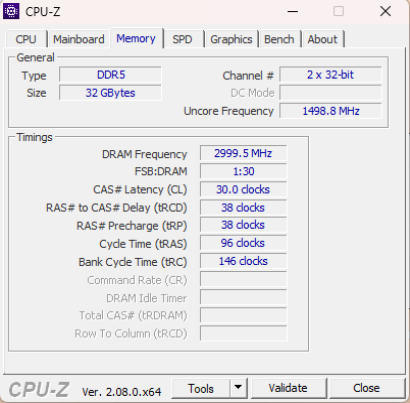 CPU-Z
CPU Mainboard Memory SPD Graphics Bench About
General
Type DDR5 Channel # 2 x 32-bit
Size 32 GBytes DC Mode
Uncore Frequency 1498.8 MHz
Timings
DRAM Frequency 2999.5 MHz
FSB:DRAM 1:30
CAS# Latency (CL) 30.0 clocks
RAS# to CAS# Delay (tRCD) 38 clocks
RAS# Precharge (tRP) 38 clocks
Cycle Time (tRAS) 96 clocks
Bank Cycle Time (tRC) 146 clocks
Command Rate (CR)
DRAM Idle Timer
Total CAS# (tRDRAM)
Row To Column (tRCD)
CPU-Z Ver. 2.08.0.x64 Tools Validate Close